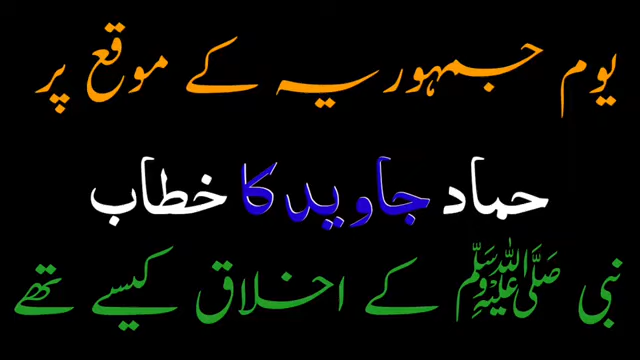 یوم جمہوریہ کے موقع پر
حماد جاوید کا خطاب
نبی ﷺ کے اخلاق کیسے تھے